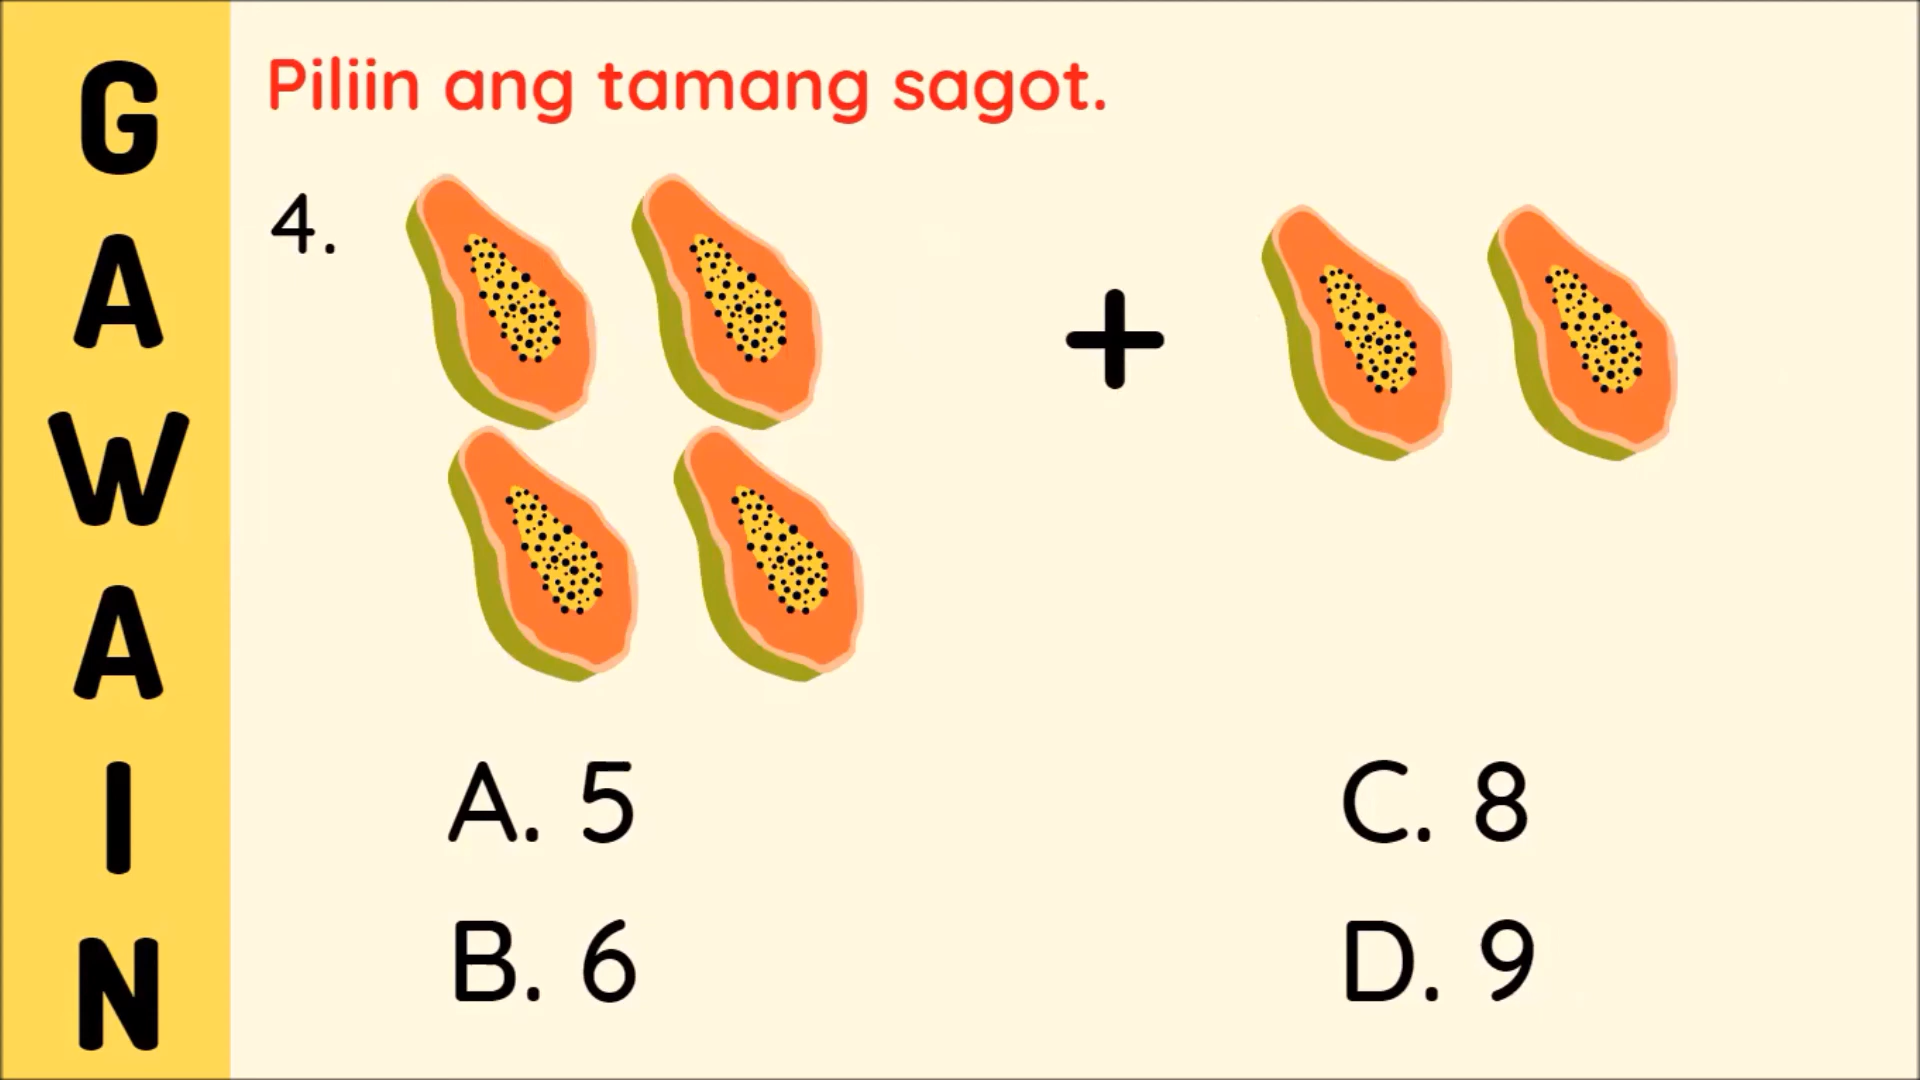 GAWAIN
Piliin ang tamang sagot.
4.
+
A. 5
C. 8
B. 6
D. 9